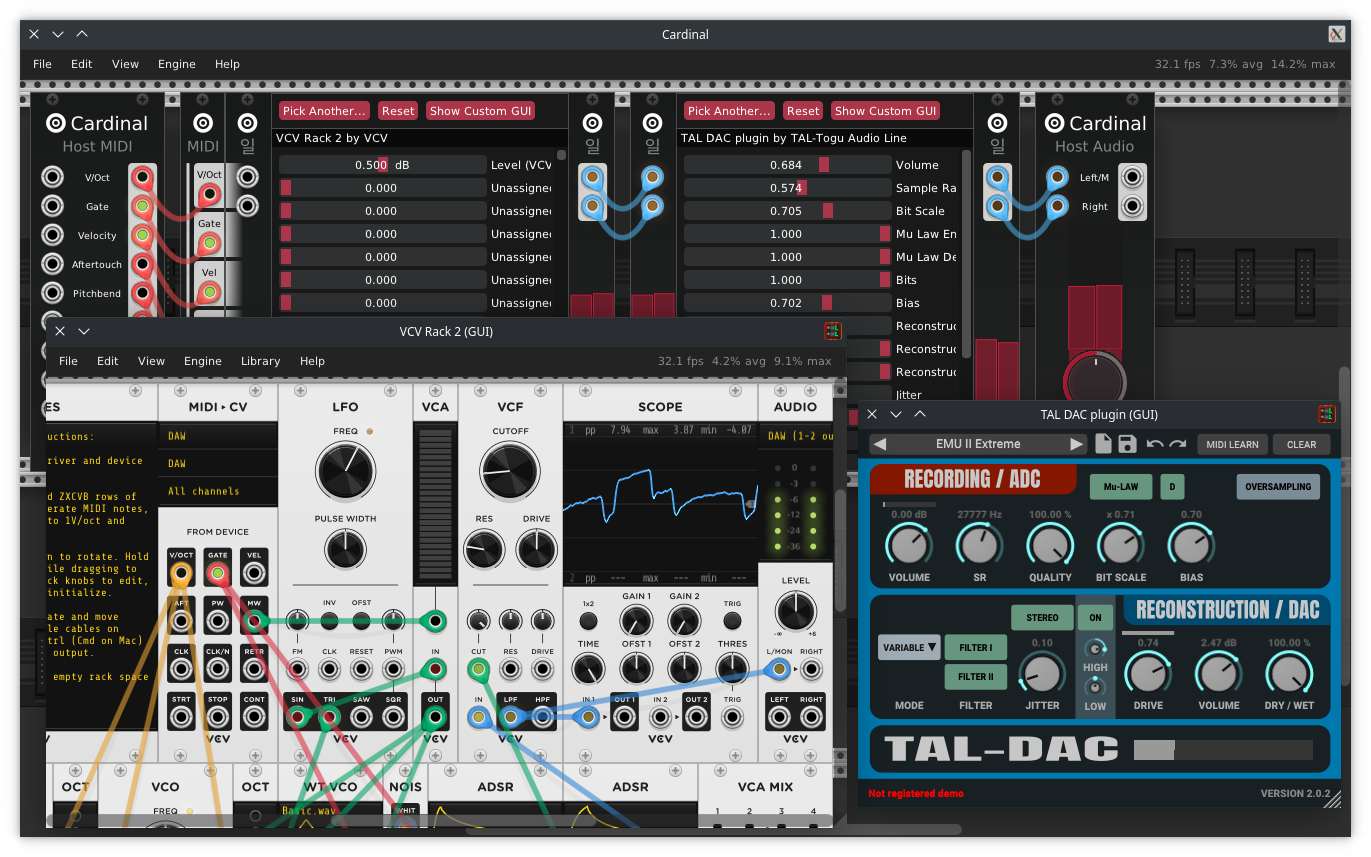 Cardinal
File Edit View Engine Help
32.1 fps 7.3% avg 14.2% max
Cardinal
Host MIDI
V/Oct
Gate
Velocity
Aftertouch
Pitchbend
MIDI
V/Oct
Gate
Vel
일
Pick Another... Reset Show Custom GUI
VCV Rack 2 by VCV
0.500 dB Level (VCV
0.000 Unassigne
0.000 Unassigne
0.000 Unassigne
0.000 Unassigne
0.000 Unassigne
0.000 Unassigne
일
일
Pick Another... Reset Show Custom GUI
TAL DAC plugin by TAL-Togu Audio Line
0.684 Volume
0.574 Sample Ra
0.705 Bit Scale
1.000 Mu Law En
1.000 Mu Law De
1.000 Bits
0.702 Bias
Reconstruc
Reconstruc
Reconstruc
Jitter
일
Cardinal
Host Audio
Left/M
Right
VCV Rack 2 (GUI)
File Edit View Engine Library Help
32.1 fps 4.2% avg 9.1% max
ES
uctions:
river and device
d ZXCVB rows of
erate MIDI notes,
to 1V/oct and
n to rotate. Hold
ile dragging to
ck knobs to edit,
initialize.
ate and move
le cables on
trl (Cmd on Mac)
output.
empty rack space
MIDI ▸ CV
DAW
DAW
All channels
FROM DEVICE
V/OCT GATE VEL
AFT PW MW
CLK CLK/N RETR
STRT STOP CONT
VCV
LFO
FREQ
PULSE WIDTH
INV OFST
FM CLK RESET PWM
SIN TRI SAW SQR
VCV
VCA
IN
OUT
VCF
CUTOFF
RES DRIVE
CUT RES DRIVE
IN LPF HPF
VCV
SCOPE
1 pp 7.94 max 3.87 min -4.07
2 pp --- max --- min ---
1x2 GAIN 1 GAIN 2 TRIG
TIME OFST 1 OFST 2 THRES
IN 1 OUT 1 IN 2 OUT 2 TRIG
VCV
AUDIO
DAW (1-2 ou
0
-3
-6
-12
-24
-36
LEVEL
-∞ +6
L/MON RIGHT
LEFT RIGHT
VCV
OCT VCO OCT WT VCO NOIS ADSR ADSR VCA MIX
FREQ
Basic.wav
WHIT
1 2 3 4
TAL DAC plugin (GUI)
EMU II Extreme
MIDI LEARN CLEAR
RECORDING / ADC
Mu-LAW D OVERSAMPLING
0.00 dB 27777 Hz 100.00 % x 0.71 0.70
VOLUME SR QUALITY BIT SCALE BIAS
STEREO ON RECONSTRUCTION / DAC
VARIABLE FILTER I 0.10 HIGH 0.74 2.47 dB 100.00 %
FILTER II
MODE FILTER JITTER LOW DRIVE VOLUME DRY / WET
TAL-DAC
Not registered demo
VERSION 2.0.2